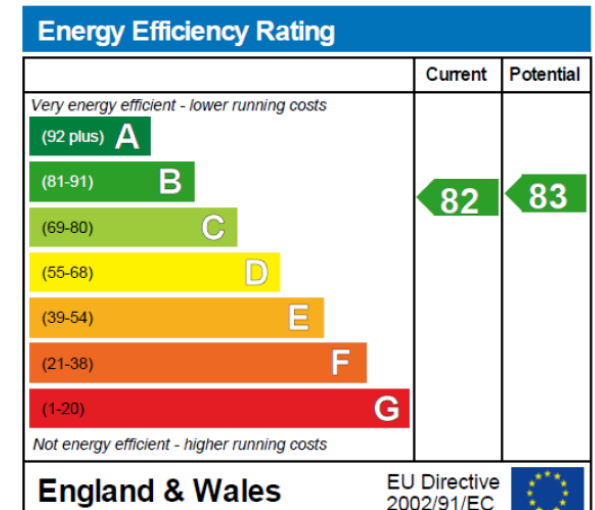 Energy Efficiency Rating
Current Potential
Very energy efficient - lower running costs
(92 plus) A
(81-91) B
82 83
(69-80) C
(55-68) D
(39-54) E
(21-38) F
(1-20) G
Not energy efficient - higher running costs
England & Wales
EU Directive
2002/91/EC